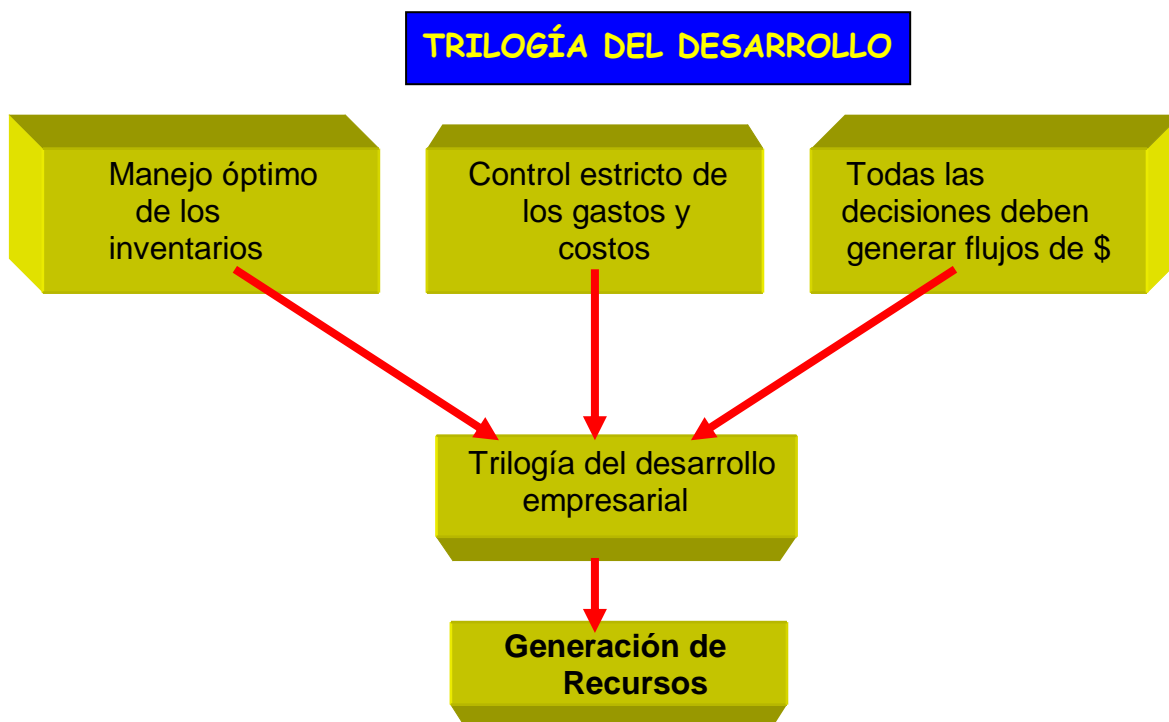 TRILOGÍA DEL DESARROLLO
Manejo óptimo
de los
inventarios
Control estricto de
los gastos y
costos
Todas las
decisiones deben
generar flujos de $
Trilogía del desarrollo
empresarial
Generación de
Recursos